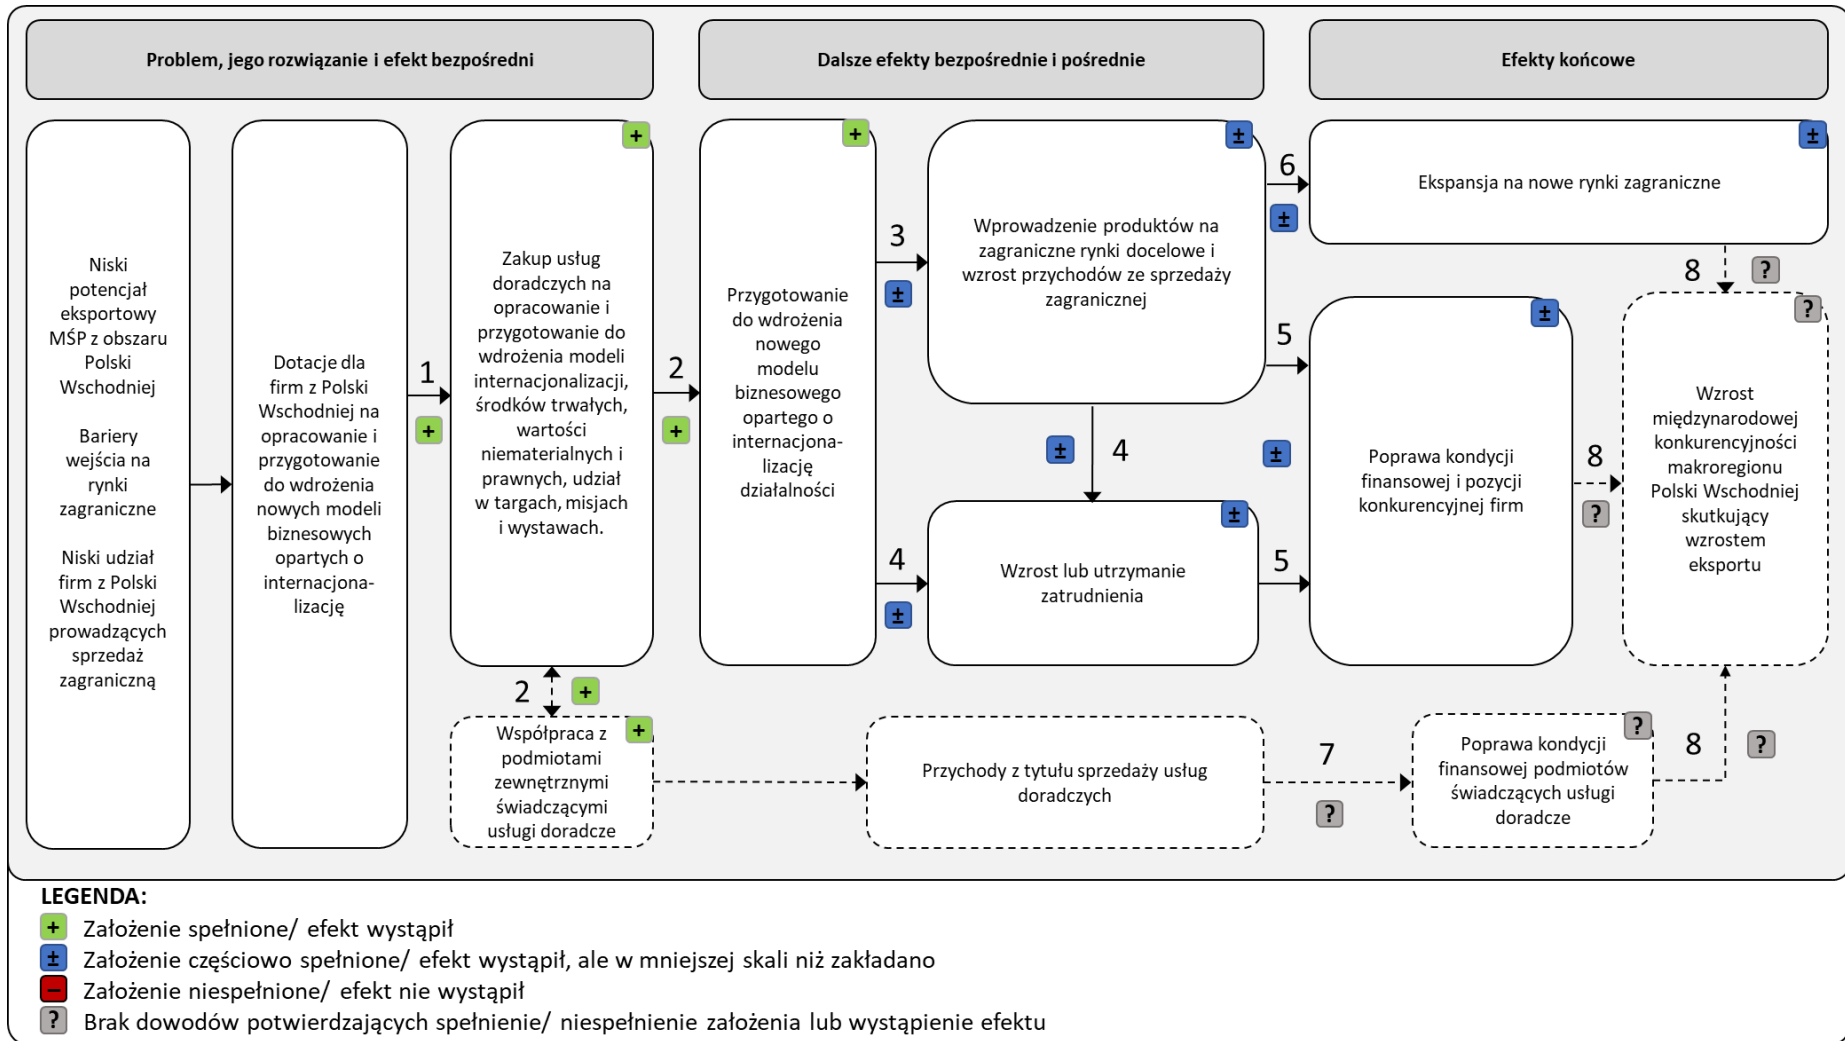 Problem, jego rozwiązanie i efekt bezpośredni
Dalsze efekty bezpośrednie i pośrednie
Efekty końcowe
Niski
potencjał
eksportowy
MŚP z obszaru
Polski
Wschodniej
Bariery
wejścia na
rynki
zagraniczne
Niski udział
firm z Polski
Wschodniej
prowadzących
sprzedaż
zagraniczną
Dotacje dla
firm z Polski
Wschodniej na
opracowanie i
przygotowanie
do wdrożenia
nowych modeli
biznesowych
opartych o
internacjona-
lizację
1
+
+
Zakup usług
doradczych na
opracowanie i
przygotowanie do
wdrożenia modeli
internacjonalizacji,
środków trwałych,
wartości
niematerialnych i
prawnych, udział
w targach, misjach
i wystawach.
2
+
2
+
+
Współpraca z
podmiotami
zewnętrznymi
świadczącymi
usługi doradcze
+
Przygotowanie
do wdrożenia
nowego
modelu
biznesowego
opartego o
internacjona-
lizację
działalności
3
±
4
±
±
Wprowadzenie produktów na
zagraniczne rynki docelowe i
wzrost przychodów ze sprzedaży
zagranicznej
±
4
±
Wzrost lub utrzymanie
zatrudnienia
6
±
5
±
5
±
Ekspansja na nowe rynki zagraniczne
±
Poprawa kondycji
finansowej i pozycji
konkurencyjnej firm
8
?
8
?
?
Wzrost
międzynarodowej
konkurencyjności
makroregionu
Polski Wschodniej
skutkujący
wzrostem
eksportu
Przychody z tytułu sprzedaży usług
doradczych
7
?
?
Poprawa kondycji
finansowej podmiotów
świadczących usługi
doradcze
8
?
LEGENDA:
+ Założenie spełnione/ efekt wystąpił
± Założenie częściowo spełnione/ efekt wystąpił, ale w mniejszej skali niż zakładano
− Założenie niespełnione/ efekt nie wystąpił
? Brak dowodów potwierdzających spełnienie/ niespełnienie założenia lub wystąpienie efektu